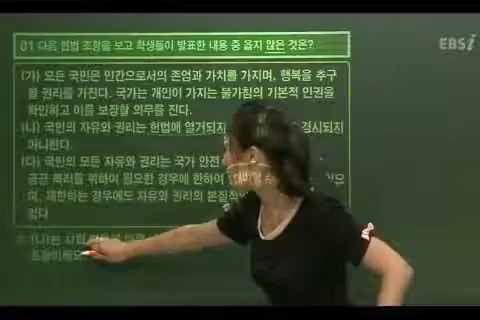 01 다음 헌법 조항을 보고 학생들이 발표한 내용 중 옳지 않은 것은?
EBSi
(가) 모든 국민은 인간으로서의 존엄과 가치를 가지며, 행복을 추구
할 권리를 가진다. 국가는 개인이 가지는 불가침의 기본적 인권을
확인하고 이를 보장할 의무를 진다.
(나) 국민의 자유와 권리는 헌법에 열거되지 경시되지
아니한다.
(다) 국민의 모든 자유와 권리는 국가 안전
공공 복리를 위하여 필요한 경우에 한하여
며, 제한하는 경우에도 자유와 권리의 본질적
없다